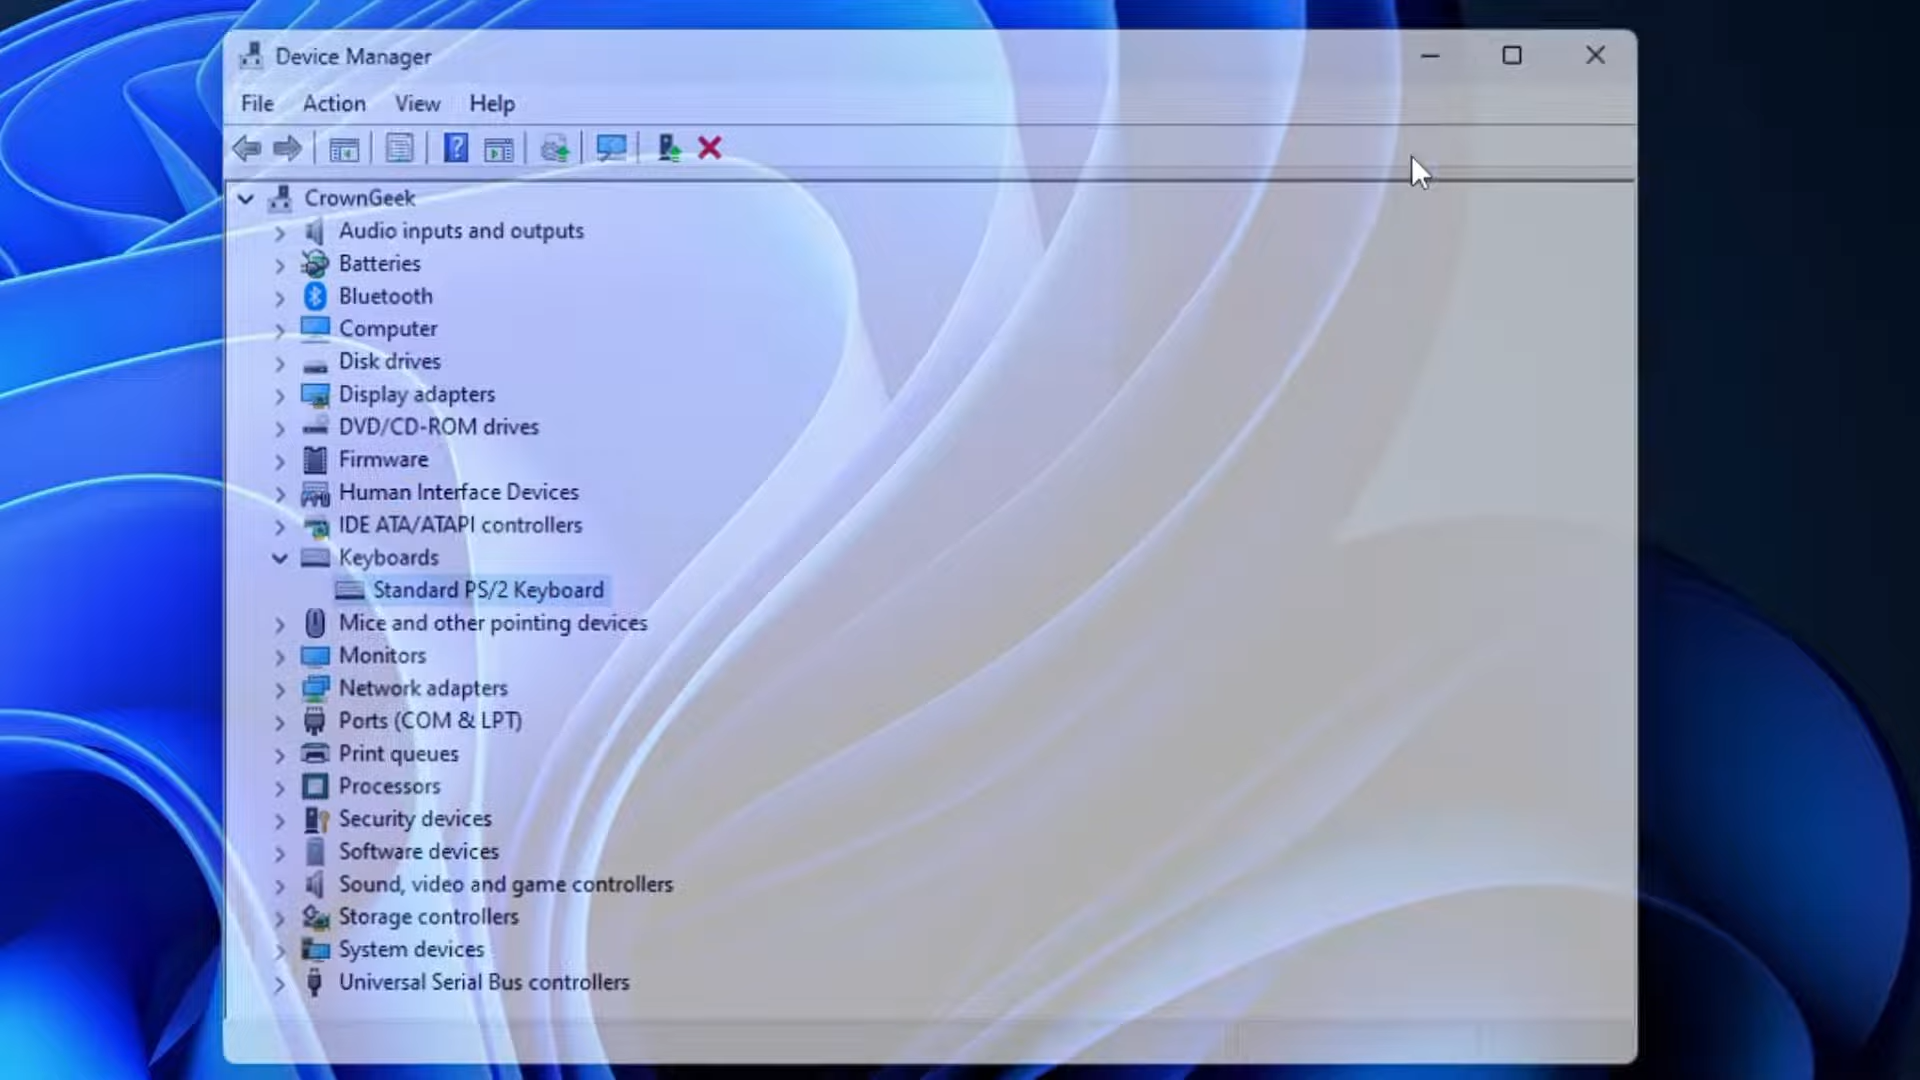 Device Manager
File Action View Help
CrownGeek
Audio inputs and outputs
Batteries
Bluetooth
Computer
Disk drives
Display adapters
DVD/CD-ROM drives
Firmware
Human Interface Devices
IDE ATA/ATAPI controllers
Keyboards
Standard PS/2 Keyboard
Mice and other pointing devices
Monitors
Network adapters
Ports (COM & LPT)
Print queues
Processors
Security devices
Software devices
Sound, video and game controllers
Storage controllers
System devices
Universal Serial Bus controllers